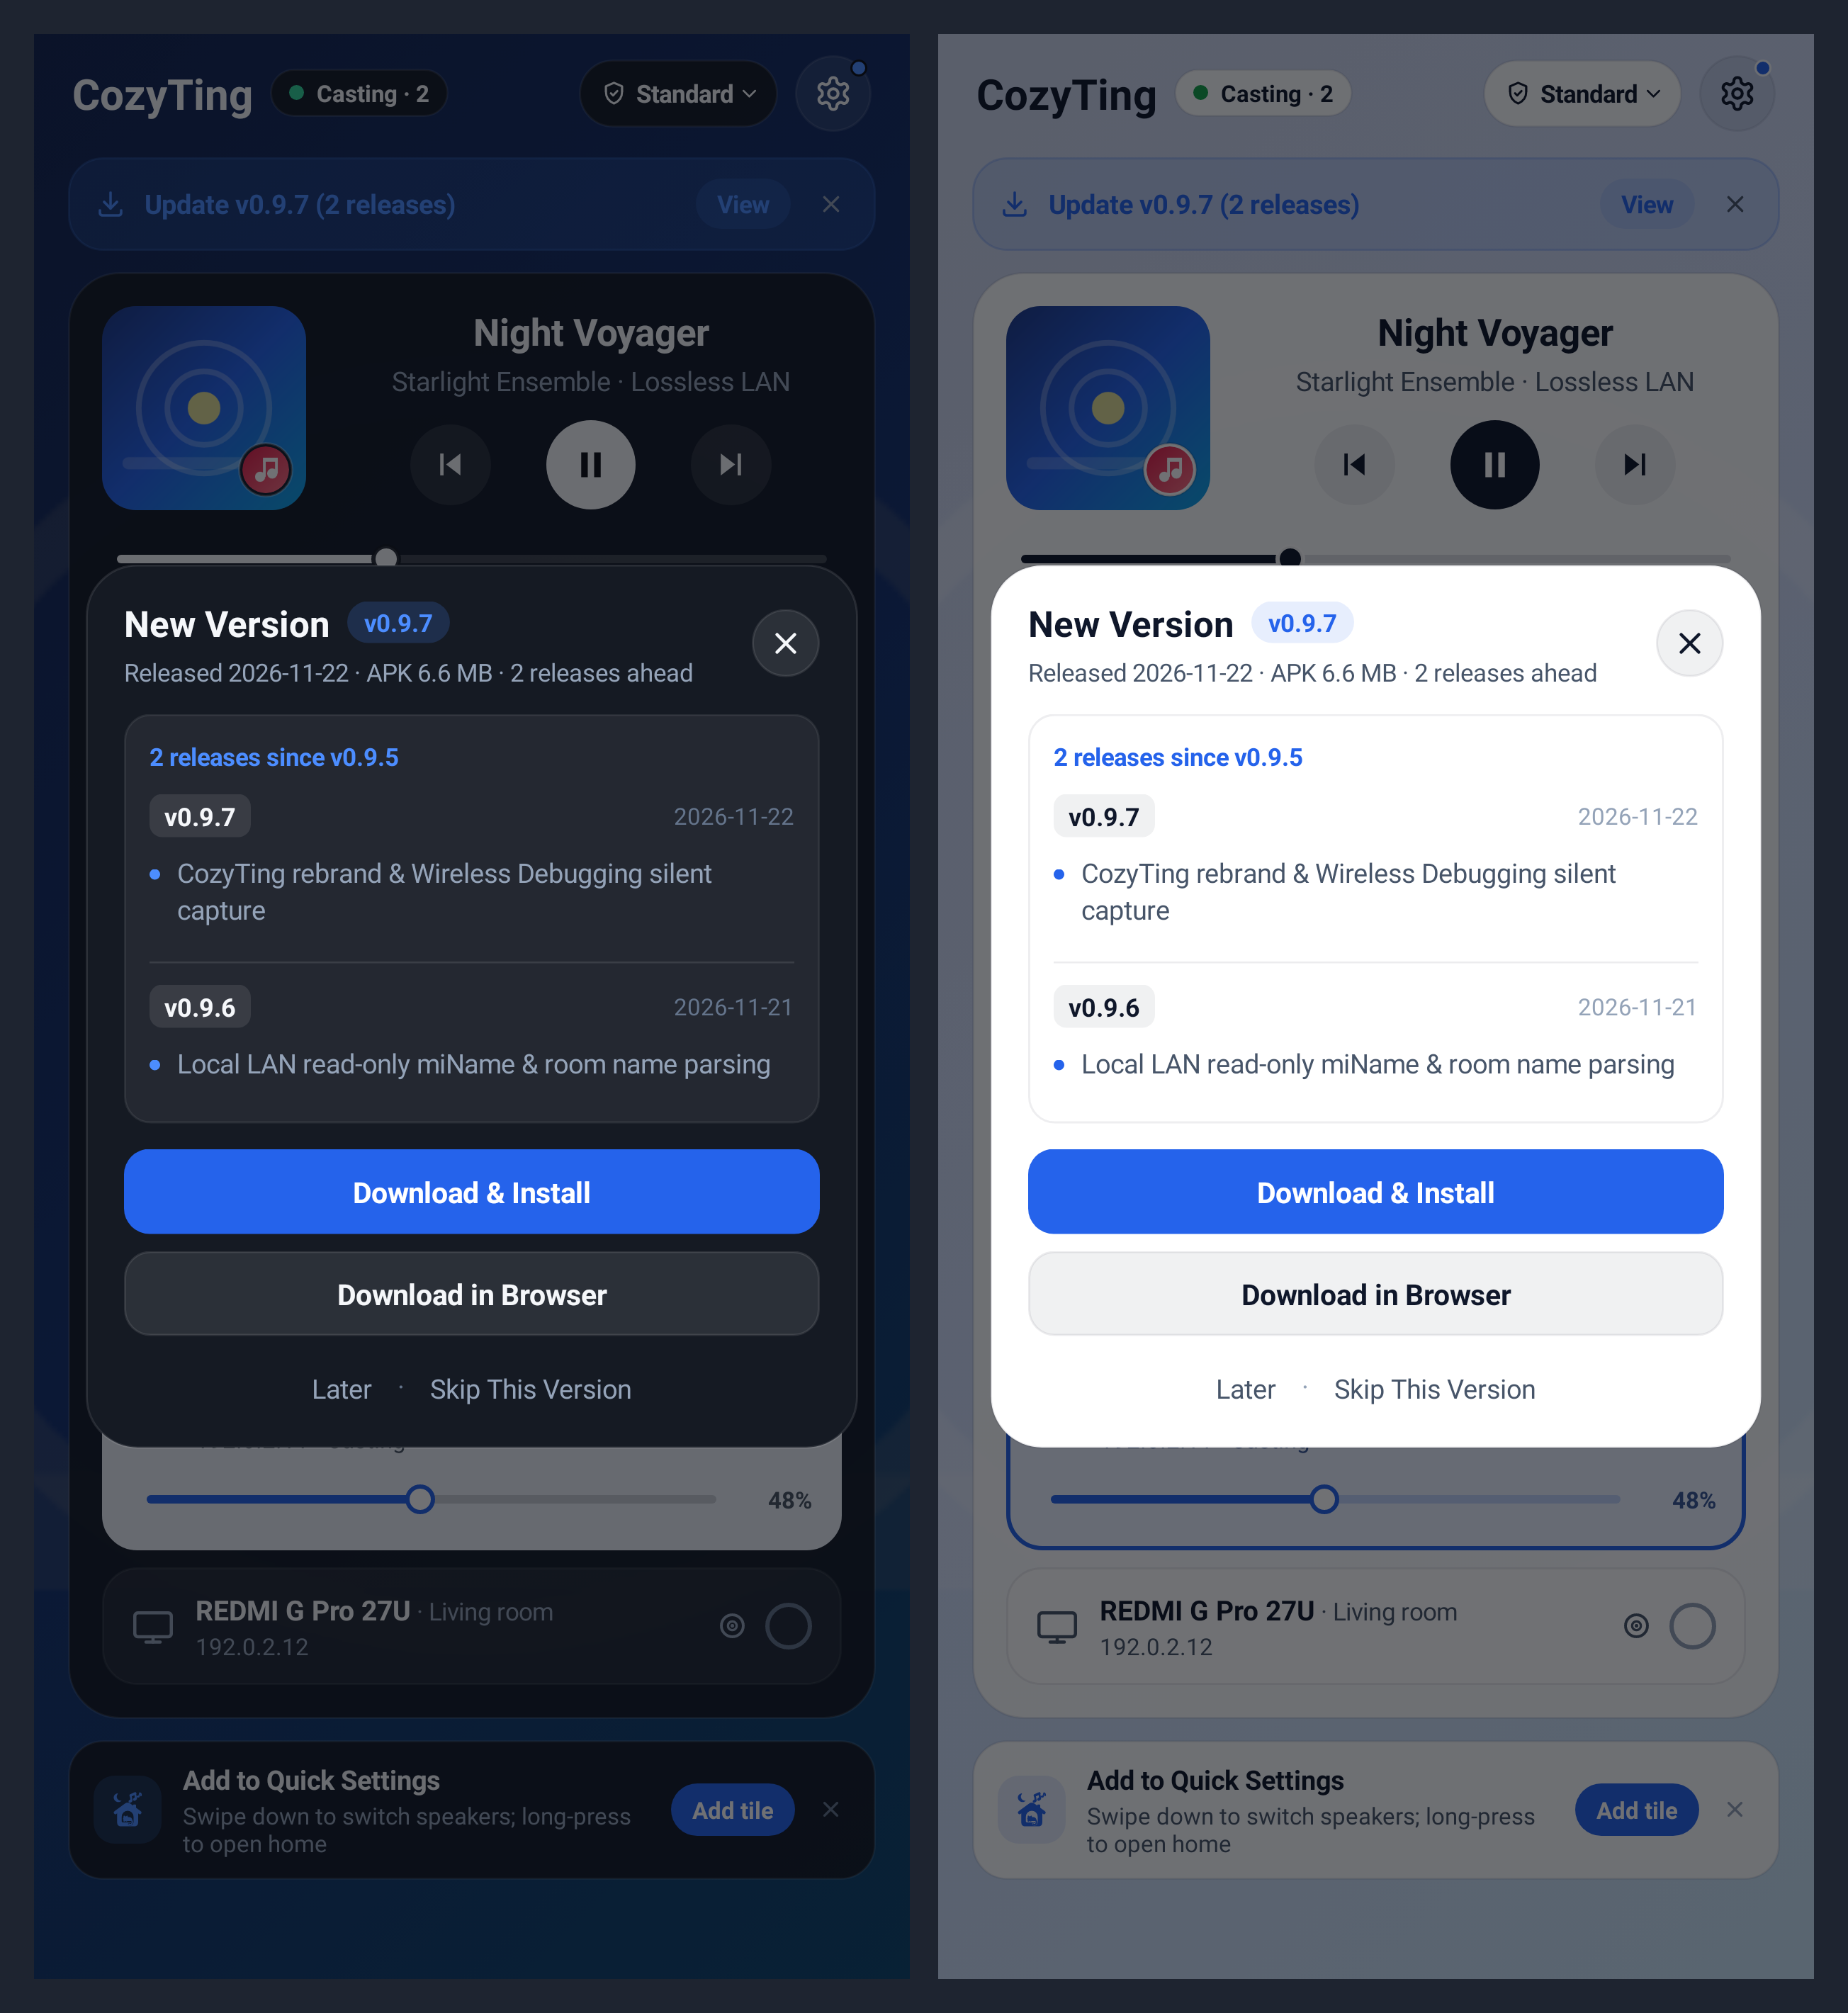 CozyTing
Casting · 2
Standard
Update v0.9.7 (2 releases)
View
Night Voyager
Starlight Ensemble · Lossless LAN
New Version
v0.9.7
Released 2026-11-22 · APK 6.6 MB · 2 releases ahead
2 releases since v0.9.5
v0.9.7
2026-11-22
CozyTing rebrand & Wireless Debugging silent
capture
v0.9.6
2026-11-21
Local LAN read-only miName & room name parsing
Download & Install
Download in Browser
Later · Skip This Version
48%
REDMI G Pro 27U · Living room
192.0.2.12
Add to Quick Settings
Swipe down to switch speakers; long-press
to open home
Add tile
CozyTing
Casting · 2
Standard
Update v0.9.7 (2 releases)
View
Night Voyager
Starlight Ensemble · Lossless LAN
New Version
v0.9.7
Released 2026-11-22 · APK 6.6 MB · 2 releases ahead
2 releases since v0.9.5
v0.9.7
2026-11-22
CozyTing rebrand & Wireless Debugging silent
capture
v0.9.6
2026-11-21
Local LAN read-only miName & room name parsing
Download & Install
Download in Browser
Later · Skip This Version
48%
REDMI G Pro 27U · Living room
192.0.2.12
Add to Quick Settings
Swipe down to switch speakers; long-press
to open home
Add tile